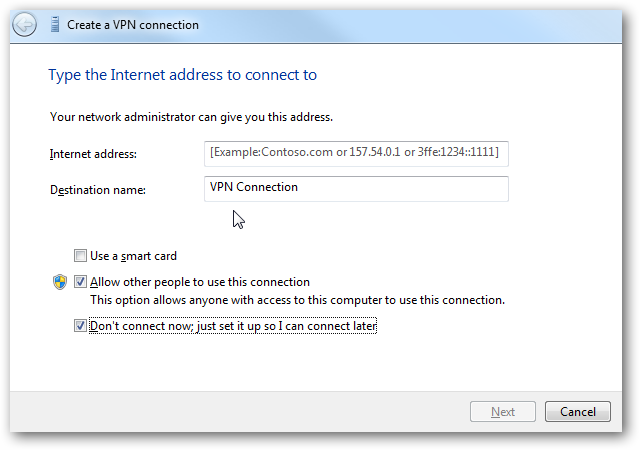 Create a VPN connection
Type the Internet address to connect to
Your network administrator can give you this address.
Internet address: [Example:Contoso.com or 157.54.0.1 or 3ffe:1234::1111]
Destination name: VPN Connection
Use a smart card
Allow other people to use this connection
This option allows anyone with access to this computer to use this connection.
Don't connect now; just set it up so I can connect later
Next Cancel